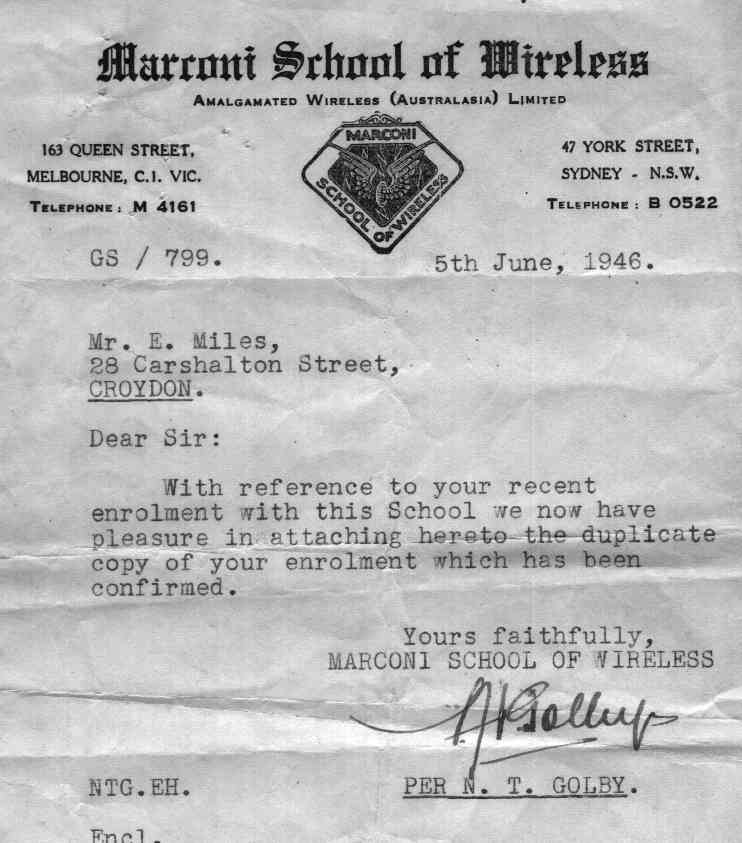 Marconi School of Wireless
AMALGAMATED WIRELESS (AUSTRALASIA) LIMITED
163 QUEEN STREET,
MELBOURNE, C.1. VIC.
TELEPHONE: M 4161
MARCONI
SCHOOL OF WIRELESS
47 YORK STREET,
SYDNEY - N.S.W.
TELEPHONE: B 0522
GS / 799.
5th June, 1946.
Mr. E. Miles,
28 Carshalton Street,
CROYDON.
Dear Sir:
With reference to your recent
enrolment with this School we now have
pleasure in attaching hereto the duplicate
copy of your enrolment which has been
confirmed.
Yours faithfully,
MARCONI SCHOOL OF WIRELESS
NTG.EH.
PER N. T. GOLBY.
Encl.